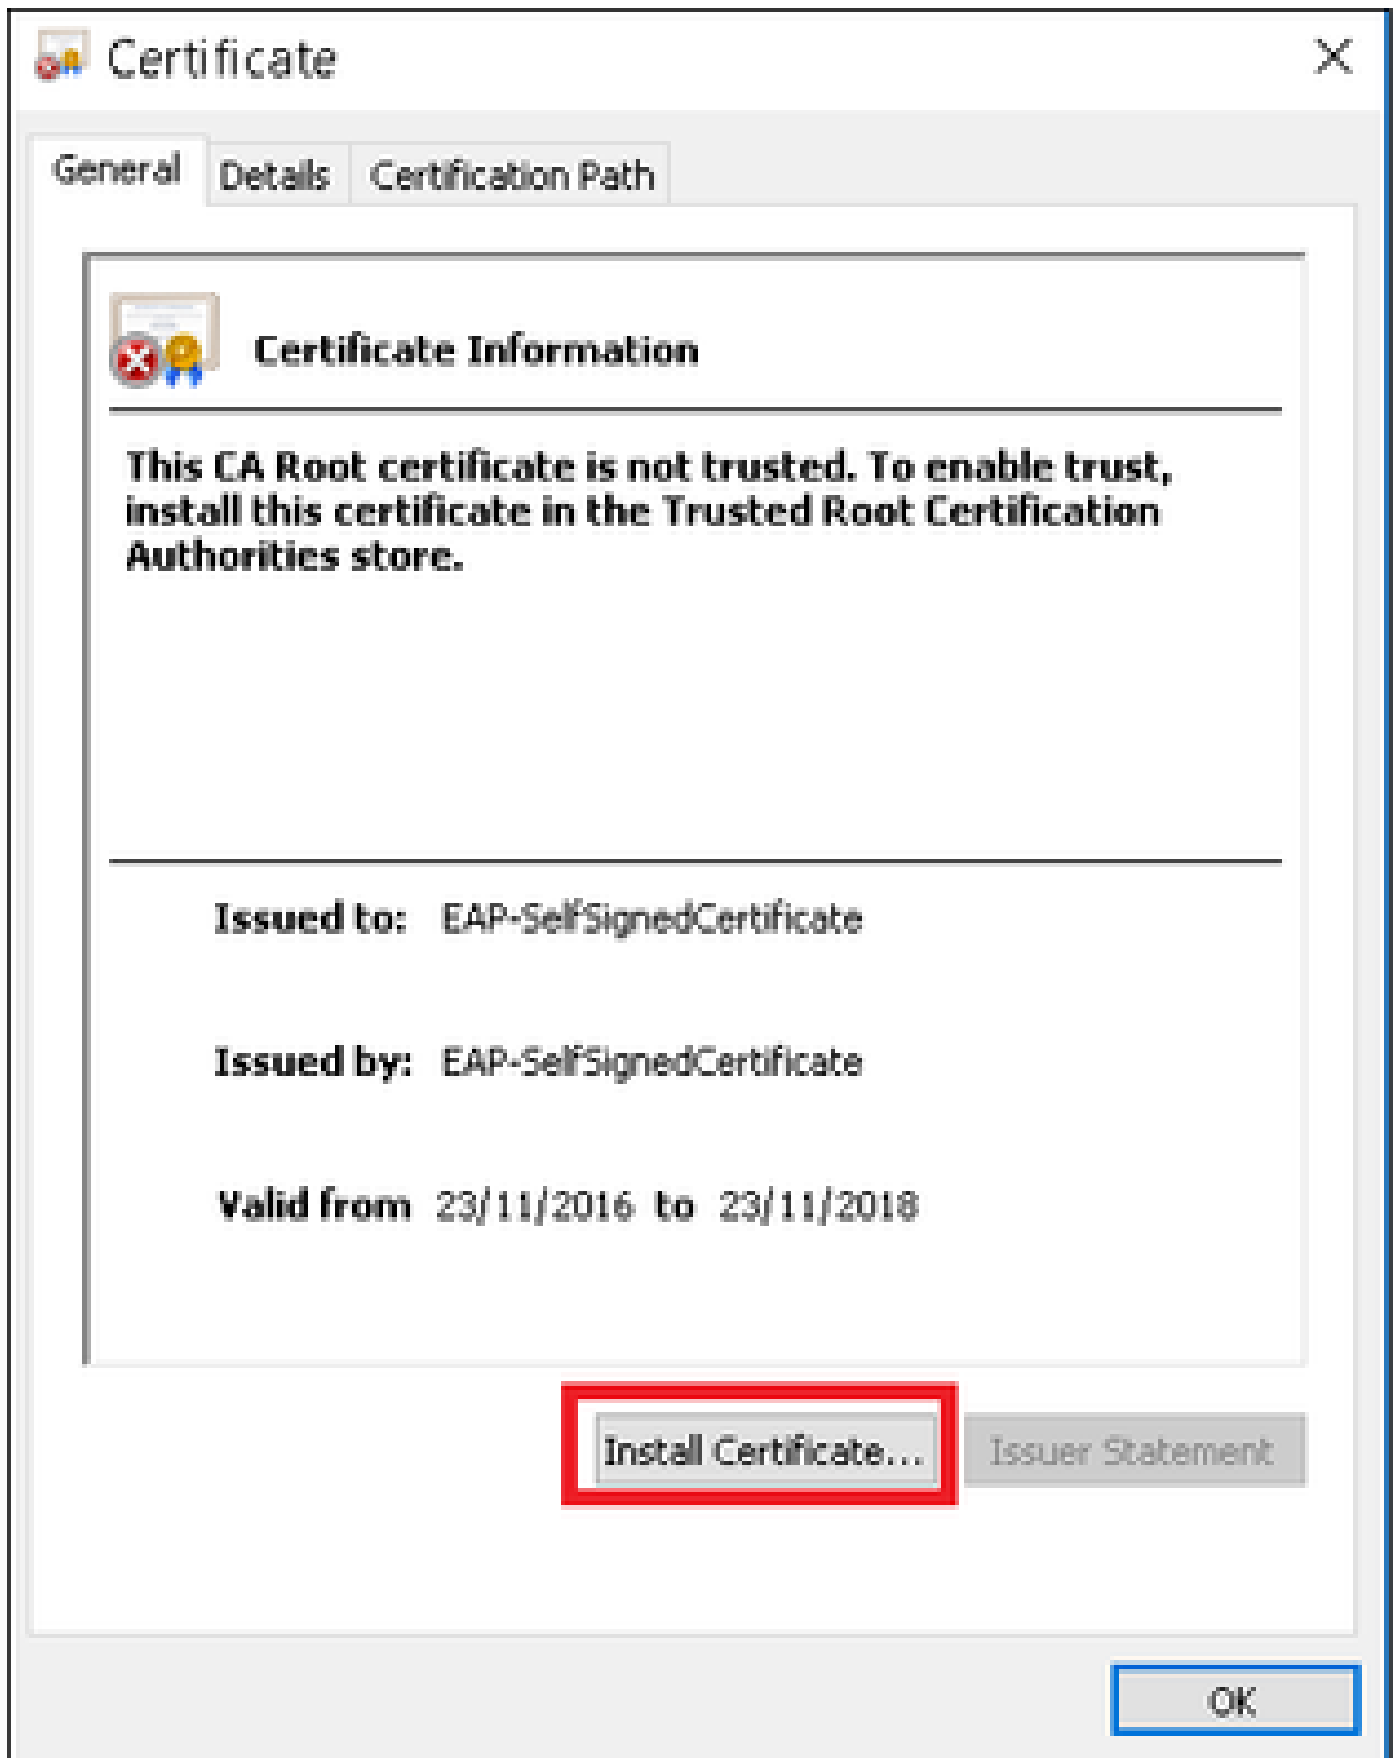 Certificate
General Details Certification Path
Certificate Information
This CA Root certificate is not trusted. To enable trust,
install this certificate in the Trusted Root Certification
Authorities store.
Issued to: EAP-SelfSignedCertificate
Issued by: EAP-SelfSignedCertificate
Valid from 23/11/2016 to 23/11/2018
Install Certificate... Issuer Statement
OK